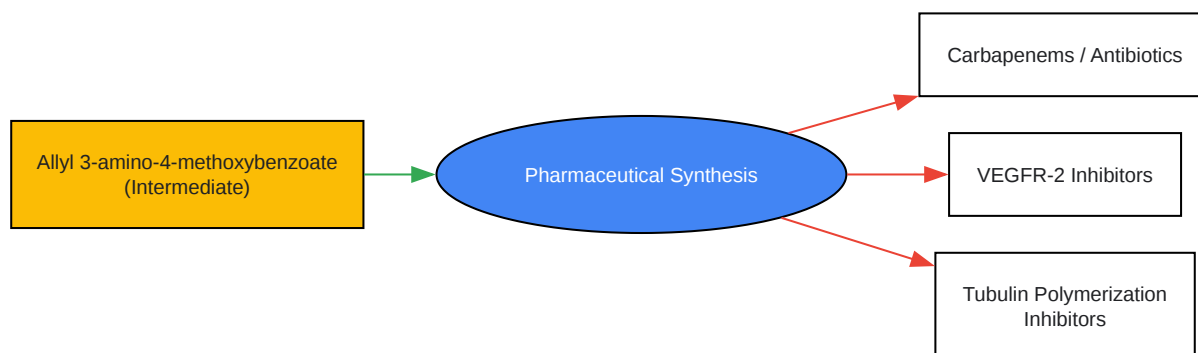 Allyl 3-amino-4-methoxybenzoate
(Intermediate)
Pharmaceutical Synthesis
Carbapenems / Antibiotics
VEGFR-2 Inhibitors
Tubulin Polymerization
Inhibitors